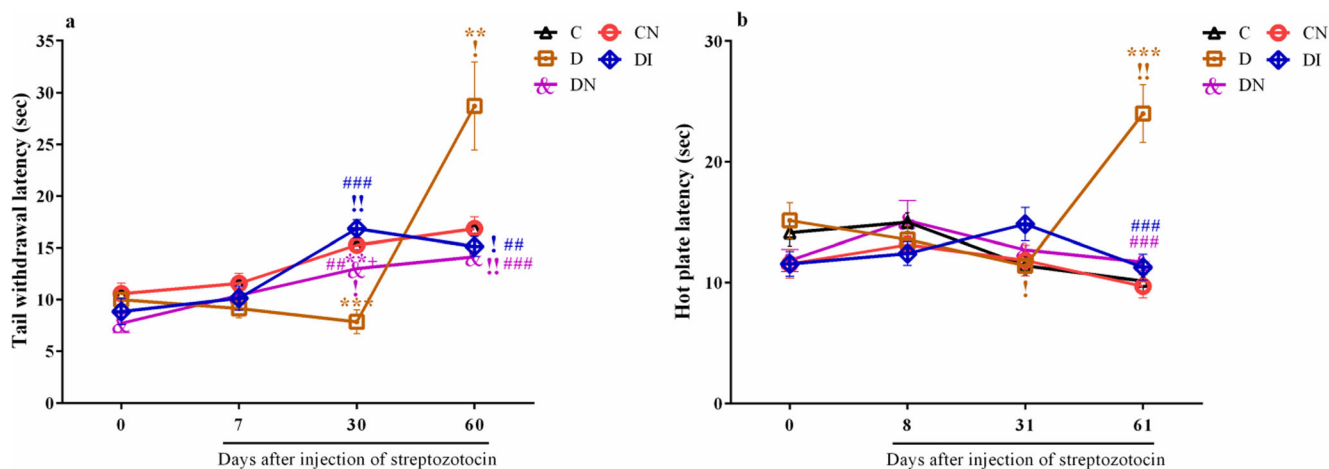 a
35
30
25
20
15
10
5
0
Tail withdrawal latency (sec)
C CN
D DI
DN
**
!
###
!!
! ##
!! ###
##
**+
!
***
0 7 30 60
Days after injection of streptozotocin
b
30
20
10
0
Hot plate latency (sec)
C CN
D DI
DN
***
!!
###
###
!
0 8 31 61
Days after injection of streptozotocin